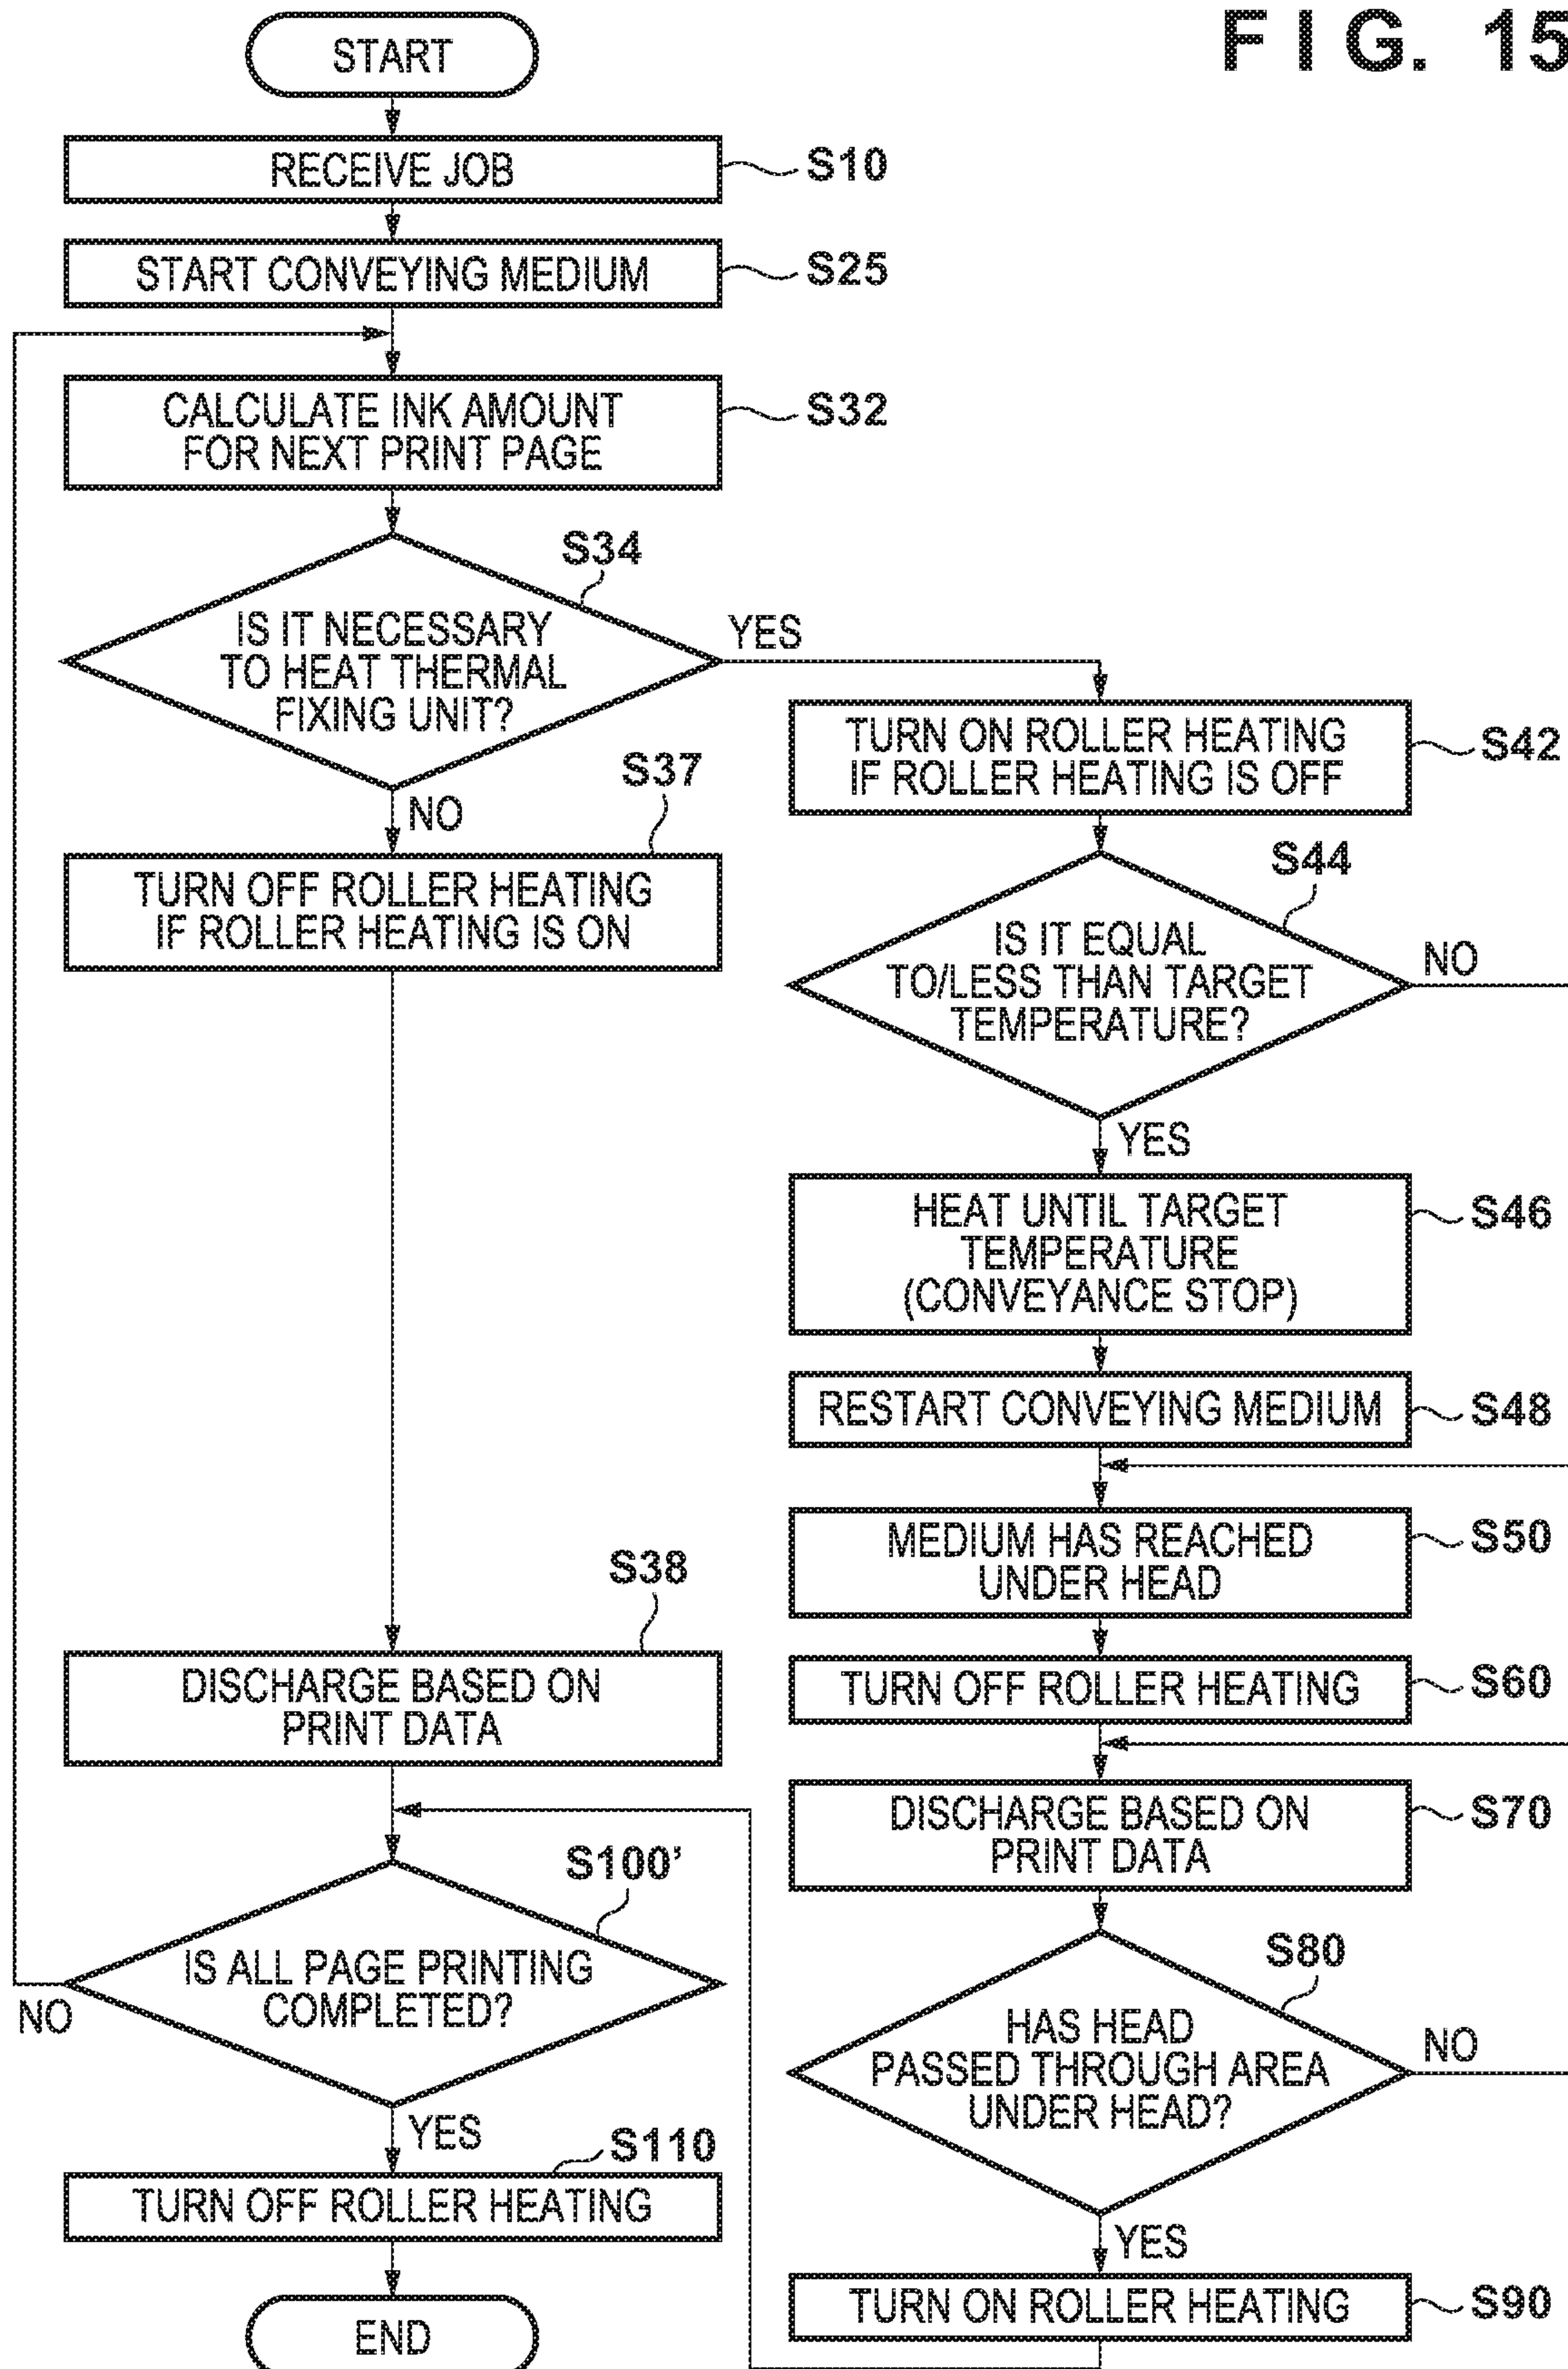 FIG. 15
START
RECEIVE JOB
S10
START CONVEYING MEDIUM
S25
CALCULATE INK AMOUNT
FOR NEXT PRINT PAGE
S32
S34
IS IT NECESSARY
TO HEAT THERMAL
FIXING UNIT?
YES
NO
S37
TURN OFF ROLLER HEATING
IF ROLLER HEATING IS ON
S38
DISCHARGE BASED ON
PRINT DATA
S100’
IS ALL PAGE PRINTING
COMPLETED?
NO
YES
S110
TURN OFF ROLLER HEATING
END
TURN ON ROLLER HEATING
IF ROLLER HEATING IS OFF
S42
S44
IS IT EQUAL
TO/LESS THAN TARGET
TEMPERATURE?
NO
YES
HEAT UNTIL TARGET
TEMPERATURE
(CONVEYANCE STOP)
S46
RESTART CONVEYING MEDIUM
S48
MEDIUM HAS REACHED
UNDER HEAD
S50
TURN OFF ROLLER HEATING
S60
DISCHARGE BASED ON
PRINT DATA
S70
S80
HAS HEAD
PASSED THROUGH AREA
UNDER HEAD?
NO
YES
TURN ON ROLLER HEATING
S90